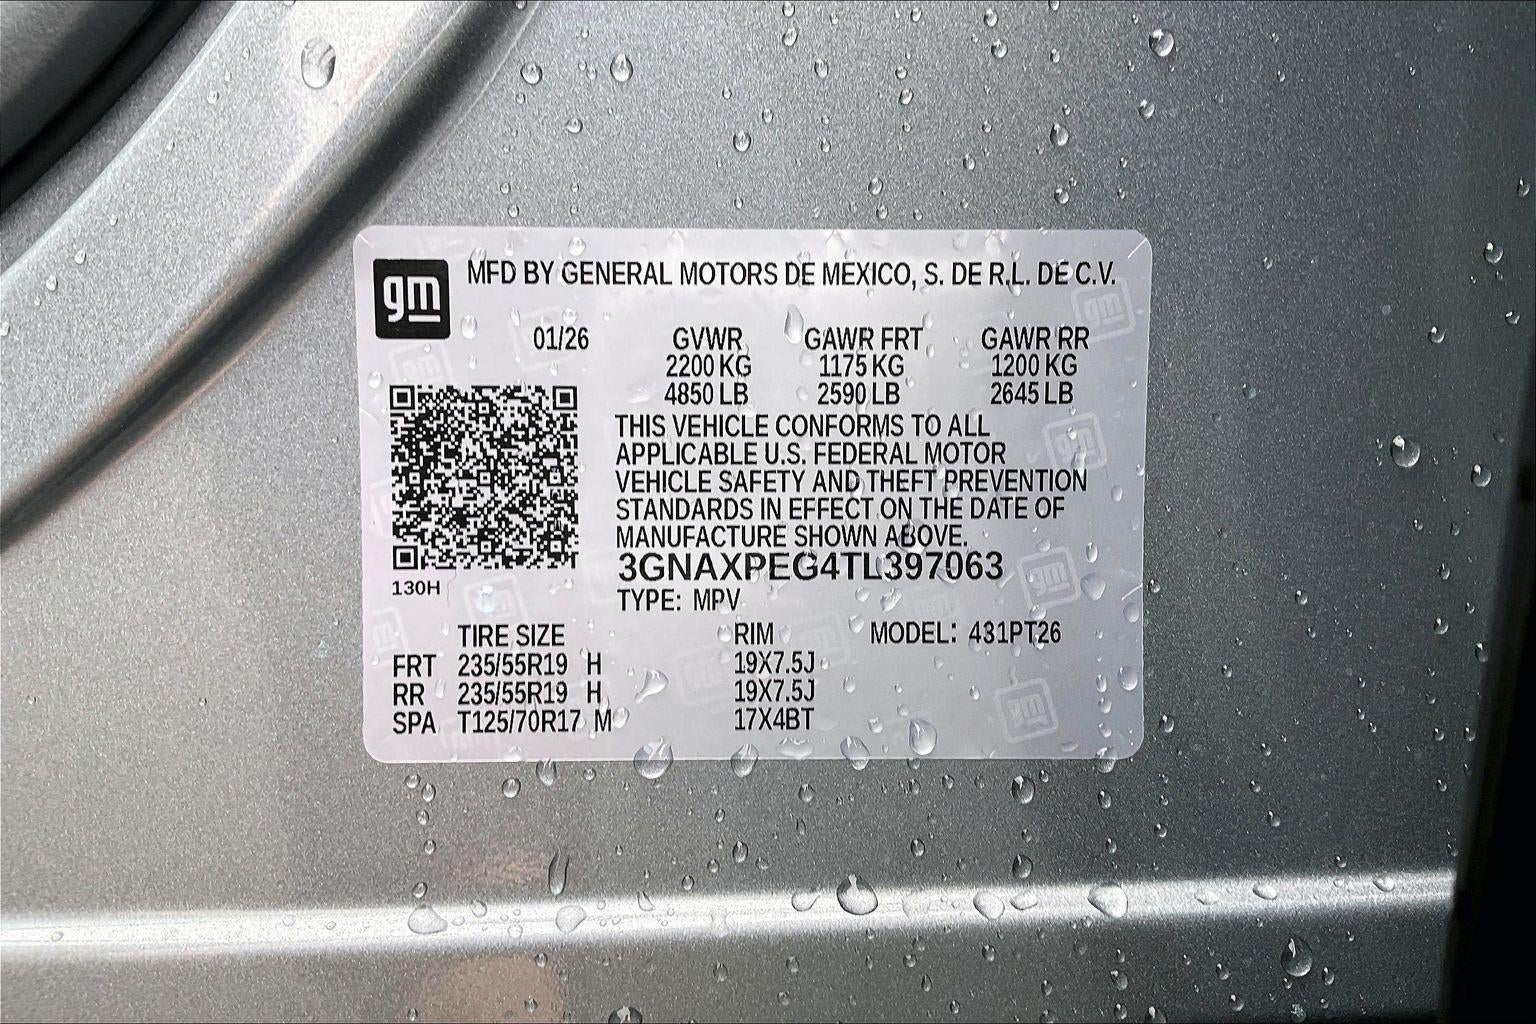 gm MFD BY GENERAL MOTORS DE MEXICO, S. DE R.L. DE C.V.
01/26 GVWR GAWR FRT GAWR RR
2200 KG 1175 KG 1200 KG
4850 LB 2590 LB 2645 LB
THIS VEHICLE CONFORMS TO ALL
APPLICABLE U.S. FEDERAL MOTOR
VEHICLE SAFETY AND THEFT PREVENTION
STANDARDS IN EFFECT ON THE DATE OF
MANUFACTURE SHOWN ABOVE.
3GNAXPEG4TL397063
130H
TYPE: MPV
TIRE SIZE RIM MODEL: 431PT26
FRT 235/55R19 H 19X7.5J
RR 235/55R19 H 19X7.5J
SPA T125/70R17 M 17X4BT